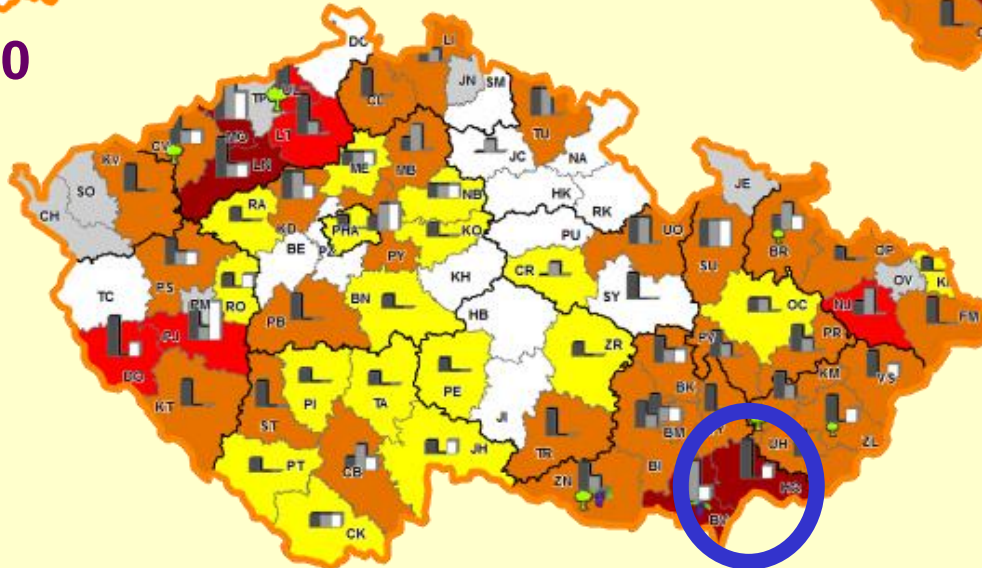 0
DC
LI
JN
SM
TP
UL
CL
TU
MO
LT
CV
JC
NA
KV
LN
ME
MB
SO
HK
NB
JE
CH
RA
RK
KD
PHA
KO
PU
UO
BE
PZ
PY
BR
OP
SU
KH
CR
OV
KI
TC
PS
PM
RO
BN
SY
OC
NJ
PB
HB
FM
PJ
PV
PR
ZR
DO
KM
VS
KT
PE
BK
PI
TA
ST
JI
BM
VY
UH
ZL
TR
JH
PT
CB
BI
ZN
HO
BV
CK